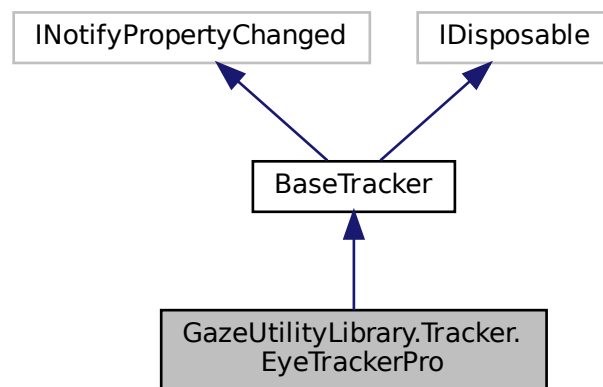 INotifyPropertyChanged
IDisposable
BaseTracker
GazeUtilityLibrary.Tracker.
EyeTrackerPro